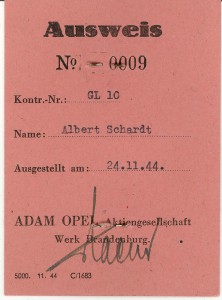 Ausweis
No. - 0009
Kontr.-Nr.: GL 10
Name: Albert Schardt
Ausgestellt am: 24.11.44.
ADAM OPEL Aktiengesellschaft
Werk Brandenburg.
5000. 11. 44 C/1683